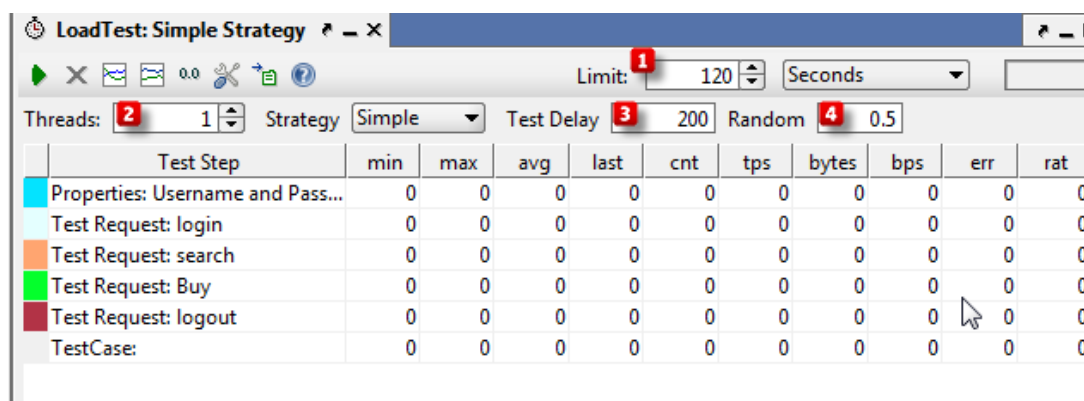 LoadTest: Simple Strategy
0.0 Limit: 1 120 Seconds
Threads: 2 1 Strategy Simple Test Delay 3 200 Random 4 0.5
Test Step min max avg last cnt tps bytes bps err rat
Properties: Username and Pass... 0 0 0 0 0 0 0 0 0 0
Test Request: login 0 0 0 0 0 0 0 0 0 0
Test Request: search 0 0 0 0 0 0 0 0 0 0
Test Request: Buy 0 0 0 0 0 0 0 0 0 0
Test Request: logout 0 0 0 0 0 0 0 0 0 0
TestCase: 0 0 0 0 0 0 0 0 0 0